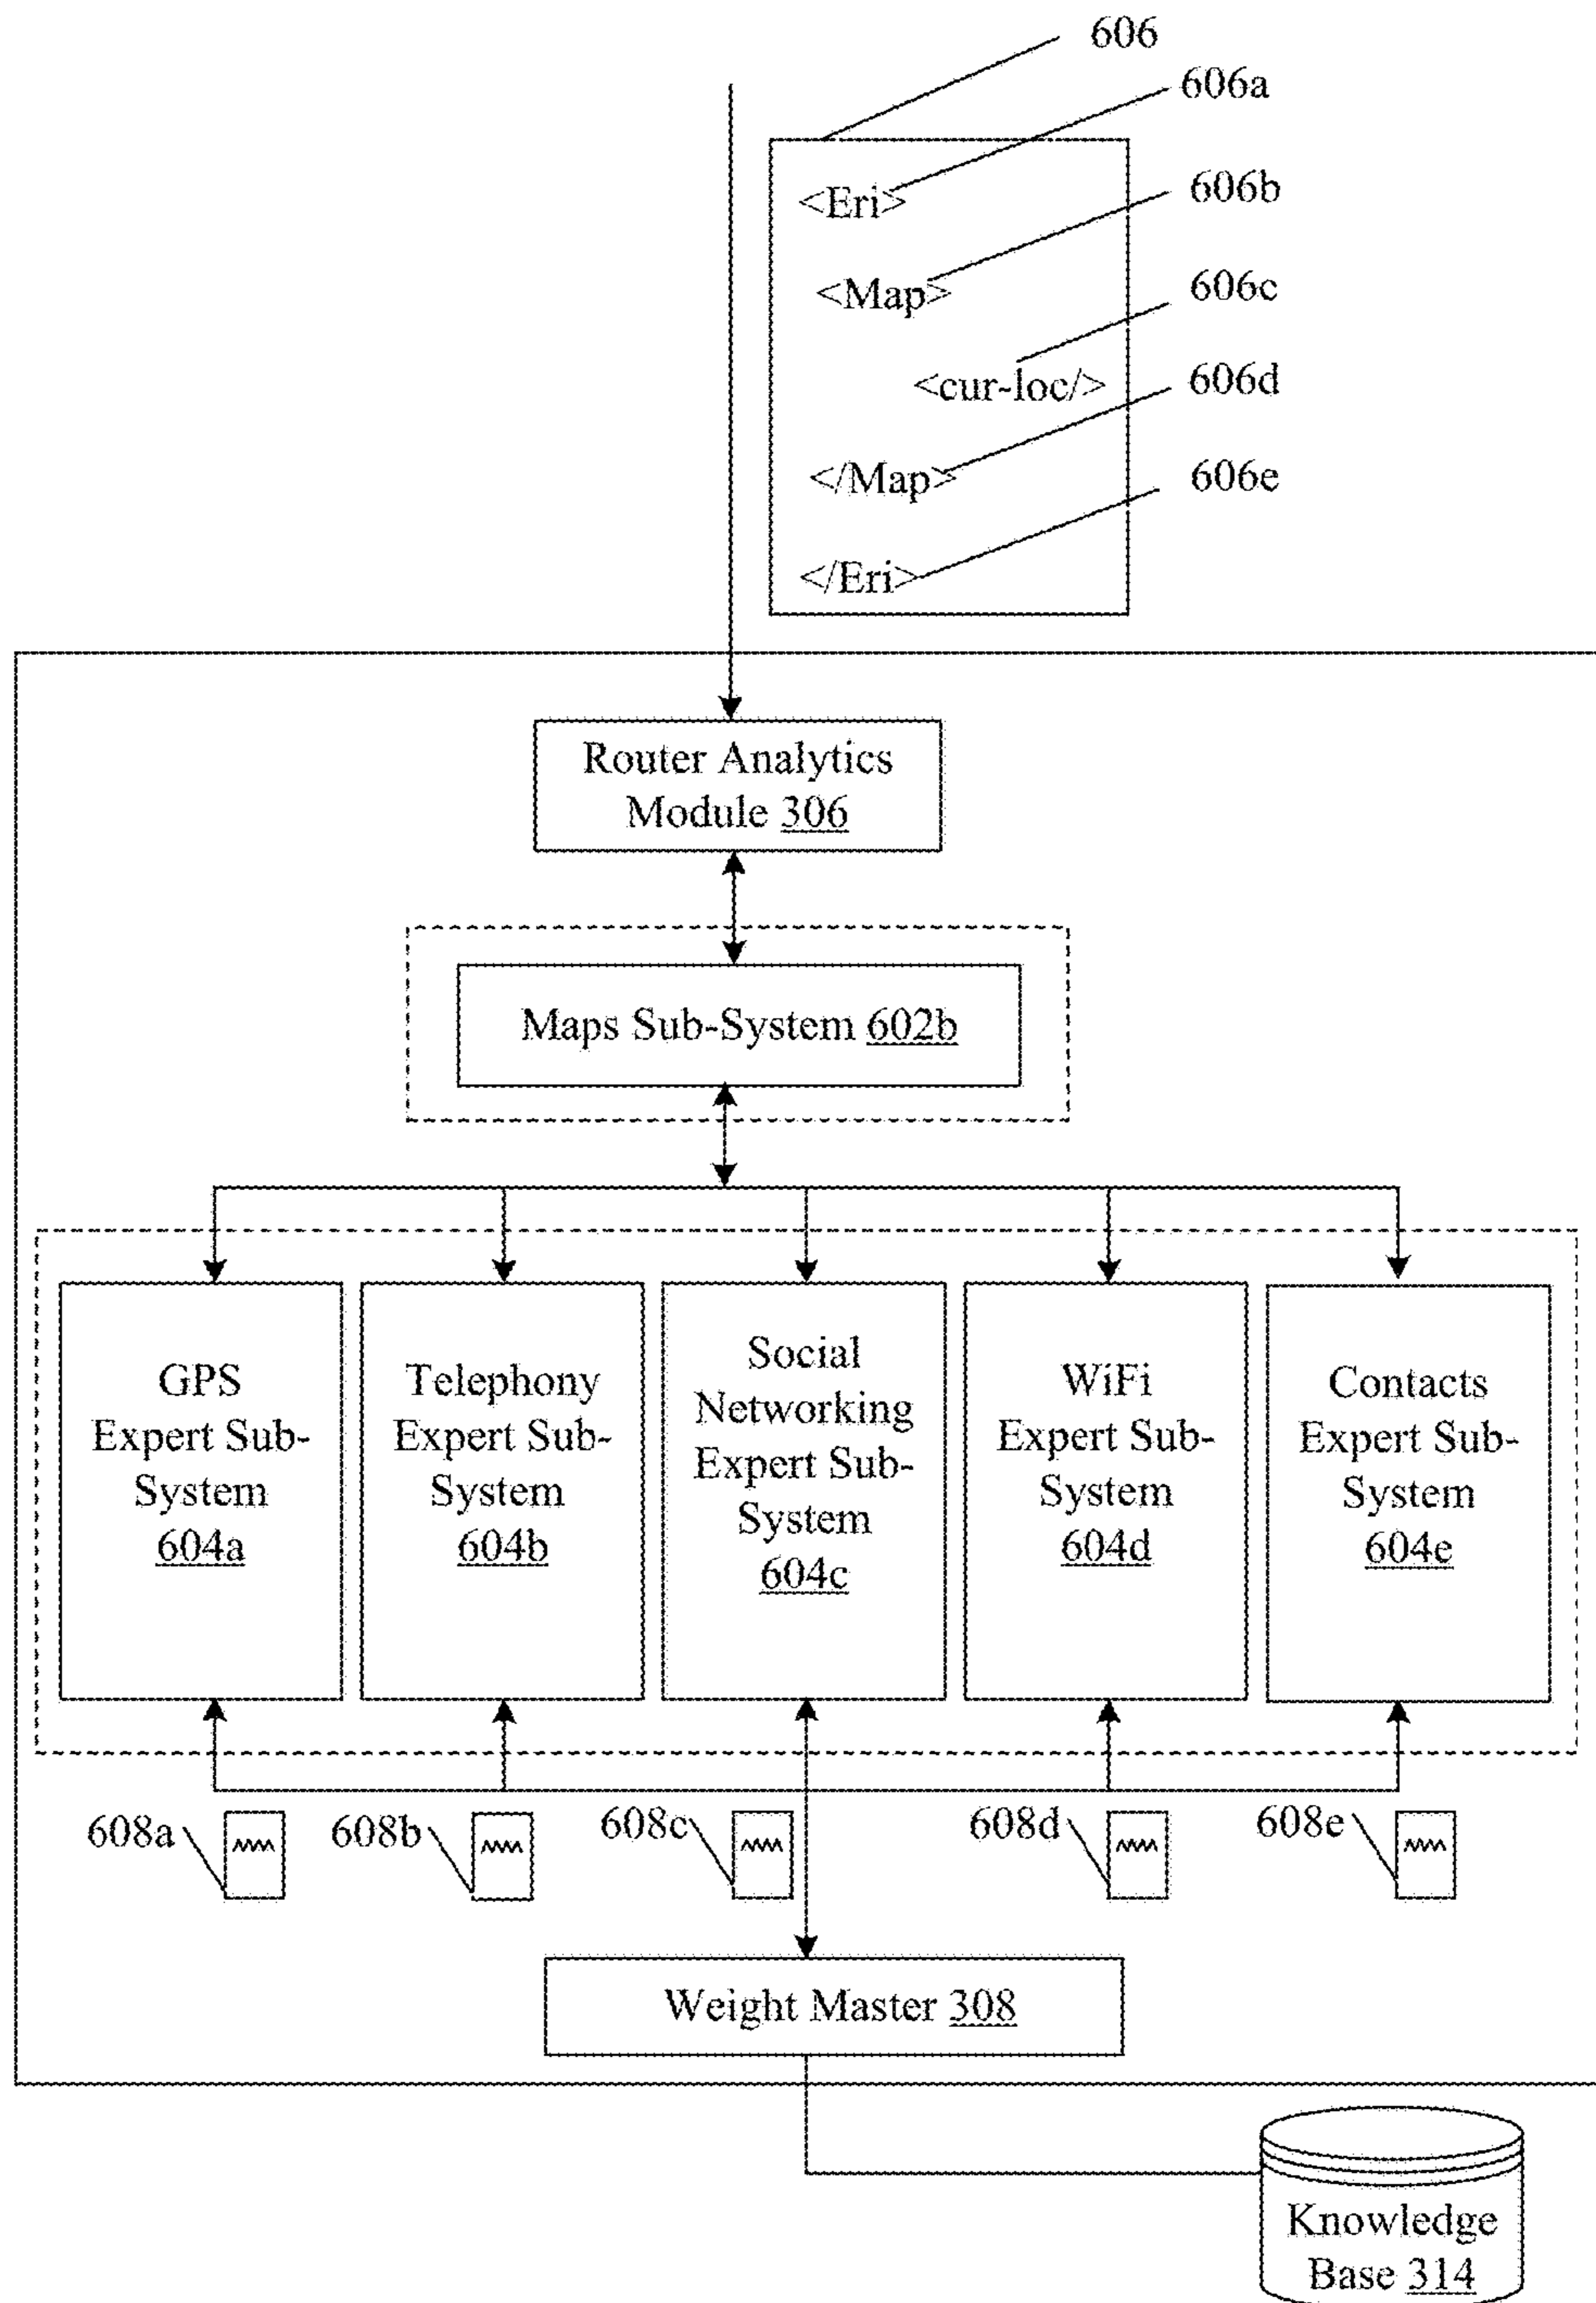 606
606a
<Eri>
606b
<Map>
606c
<cur-loc/>
606d
</Map>
606e
</Eri>
Router Analytics
Module 306
Maps Sub-System 602b
GPS
Expert Sub-
System
604a
Telephony
Expert Sub-
System
604b
Social
Networking
Expert Sub-
System
604c
WiFi
Expert Sub-
System
604d
Contacts
Expert Sub-
System
604e
608a
608b
608c
608d
608e
Weight Master 308
Knowledge
Base 314